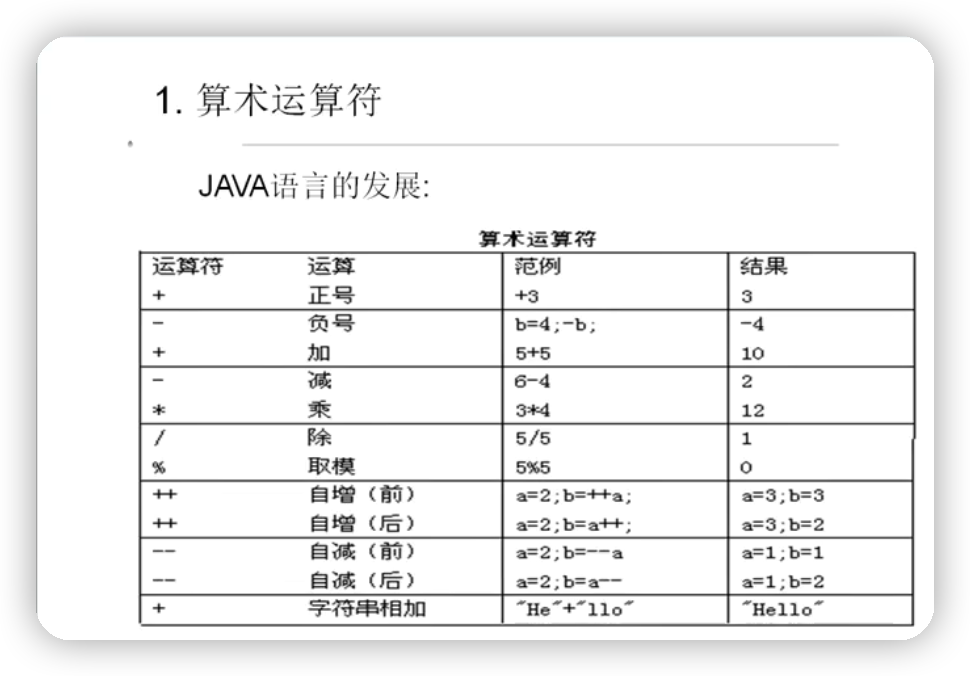 1. 算术运算符
JAVA语言的发展:
算术运算符
运算符 运算 范例 结果
+ 正号 +3 3
- 负号 b=4;-b; -4
+ 加 5+5 10
- 减 6-4 2
* 乘 3*4 12
/ 除 5/5 1
% 取模 5%5 0
++ 自增（前） a=2;b=++a; a=3;b=3
++ 自增（后） a=2;b=a++; a=3;b=2
-- 自减（前） a=2;b=--a a=1;b=1
-- 自减（后） a=2;b=a-- a=1;b=2
+ 字符串相加 "He"+"llo" "Hello"